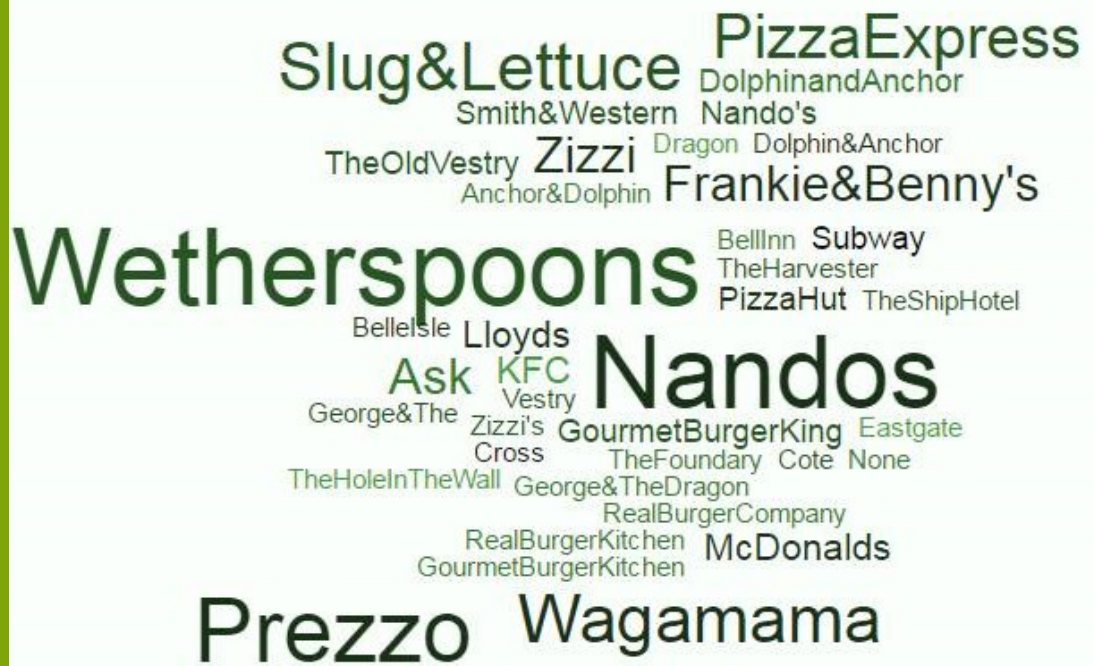 PizzaExpress
Slug&Lettuce DolphinandAnchor
Smith&Western Nando's
TheOldVestry Zizzi Dragon Dolphin&Anchor
Anchor&Dolphin Frankie&Benny's
Wetherspoons BellInn Subway
TheHarvester
PizzaHut TheShipHotel
BelleIsle Lloyds
Ask KFC Nandos
Vestry
George&The Zizzi's GourmetBurgerKing Eastgate
Cross TheFoundary Cote None
TheHoleInTheWall George&TheDragon
RealBurgerCompany
RealBurgerKitchen McDonalds
GourmetBurgerKitchen
Prezzo Wagamama